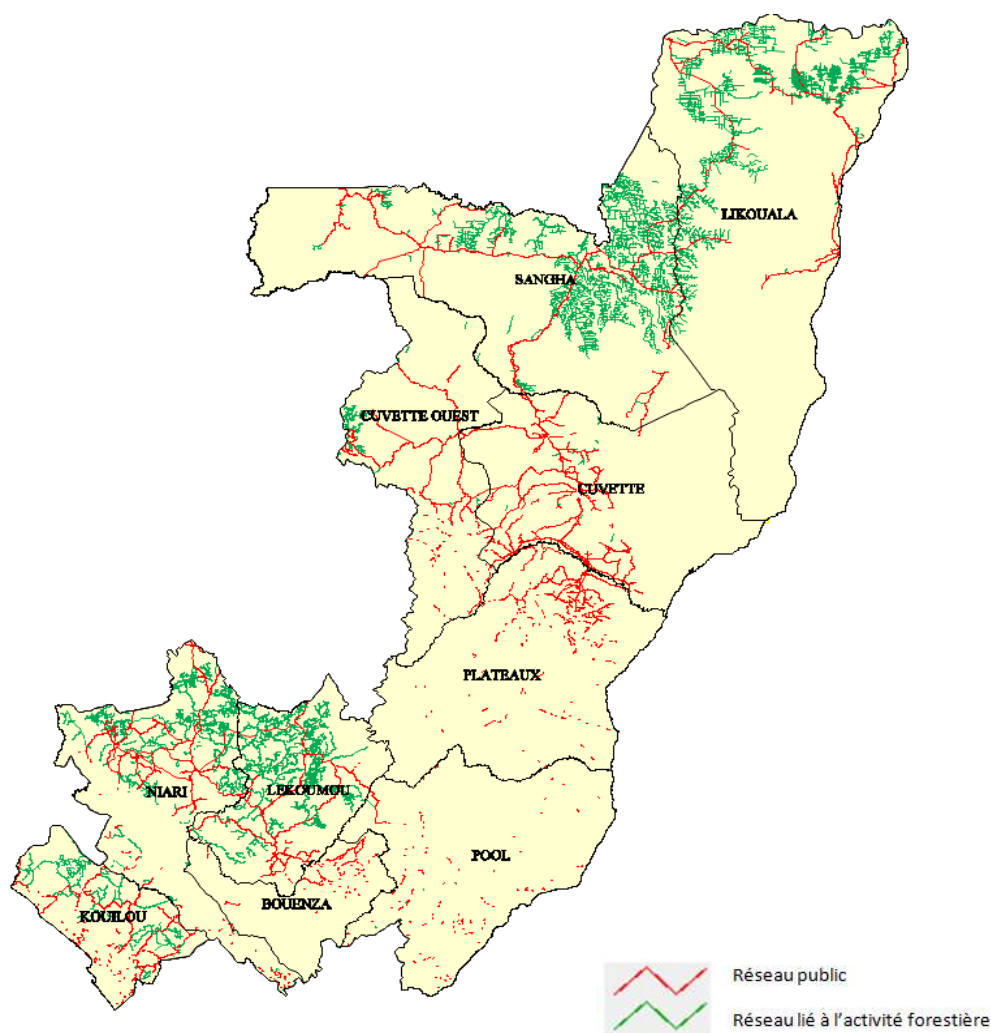 LIKOUALA
SANGHA
CUVETTE OUEST
CUVETTE
PLATEAUX
NIARI
LEKOUMOU
POOL
BOUENZA
KOUILOU
Réseau public
Réseau lié à l'activité forestière